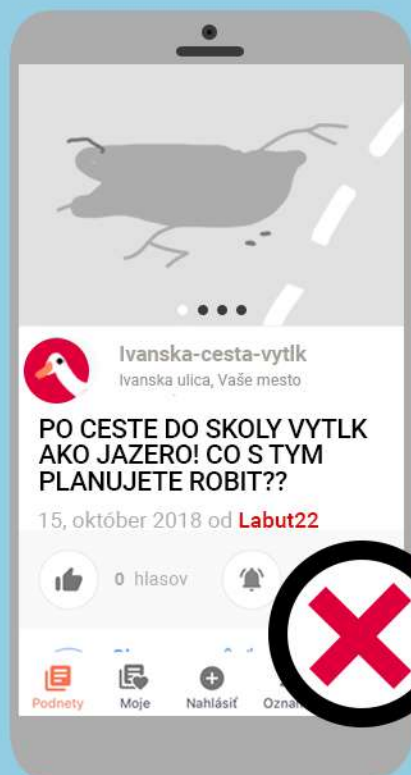 Ivanska-cesta-vytlk
Ivanska ulica, Vaše mesto
PO CESTE DO SKOLY VYTLK
AKO JAZERO! CO S TYM
PLANUJETE ROBIT??
15, október 2018 od Labut22
0 hlasov
Podnety
Moje
Nahlásiť